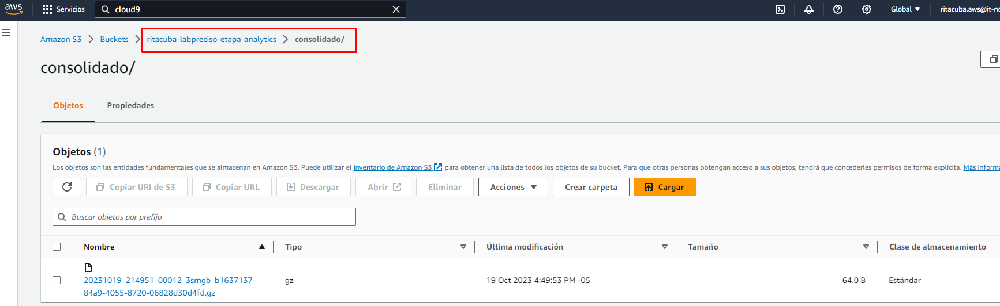 aws Servicios cloud9 Global ritacuba.aws@it-no
Amazon S3 Buckets ritacuba-labpreciso-etapa-analytics consolidado/
consolidado/
Objetos Propiedades
Objetos (1)
Los objetos son las entidades fundamentales que se almacenan en Amazon S3. Puede utilizar el inventario de Amazon S3 para obtener una lista de todos los objetos de su bucket. Para que otras personas obtengan acceso a sus objetos, tendrá que concederles permisos de forma explícita. Más informa
Copiar URI de S3 Copiar URL Descargar Abrir Eliminar Acciones Crear carpeta Cargar
Buscar objetos por prefijo
Nombre Tipo Última modificación Tamaño Clase de almacenamiento
20231019_214951_00012_3smgb_b1637137- gz 19 Oct 2023 4:49:53 PM -05 64.0 B Estándar
84a9-4055-8720-06828d30d4fd.gz